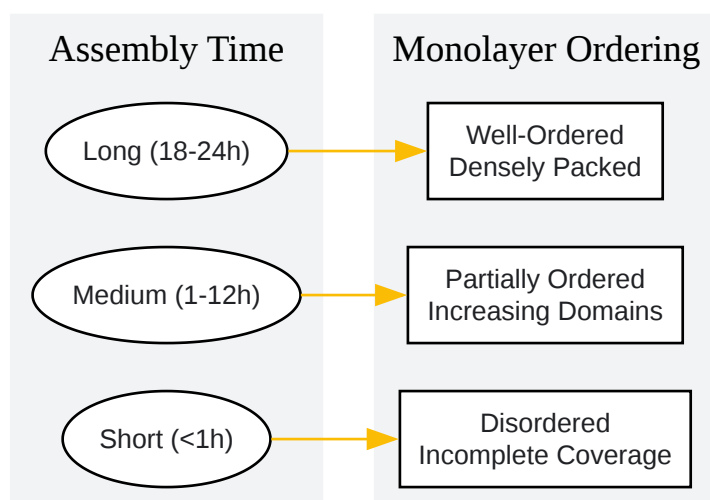 Assembly Time
Monolayer Ordering
Long (18-24h)
Well-Ordered
Densely Packed
Medium (1-12h)
Partially Ordered
Increasing Domains
Short (<1h)
Disordered
Incomplete Coverage